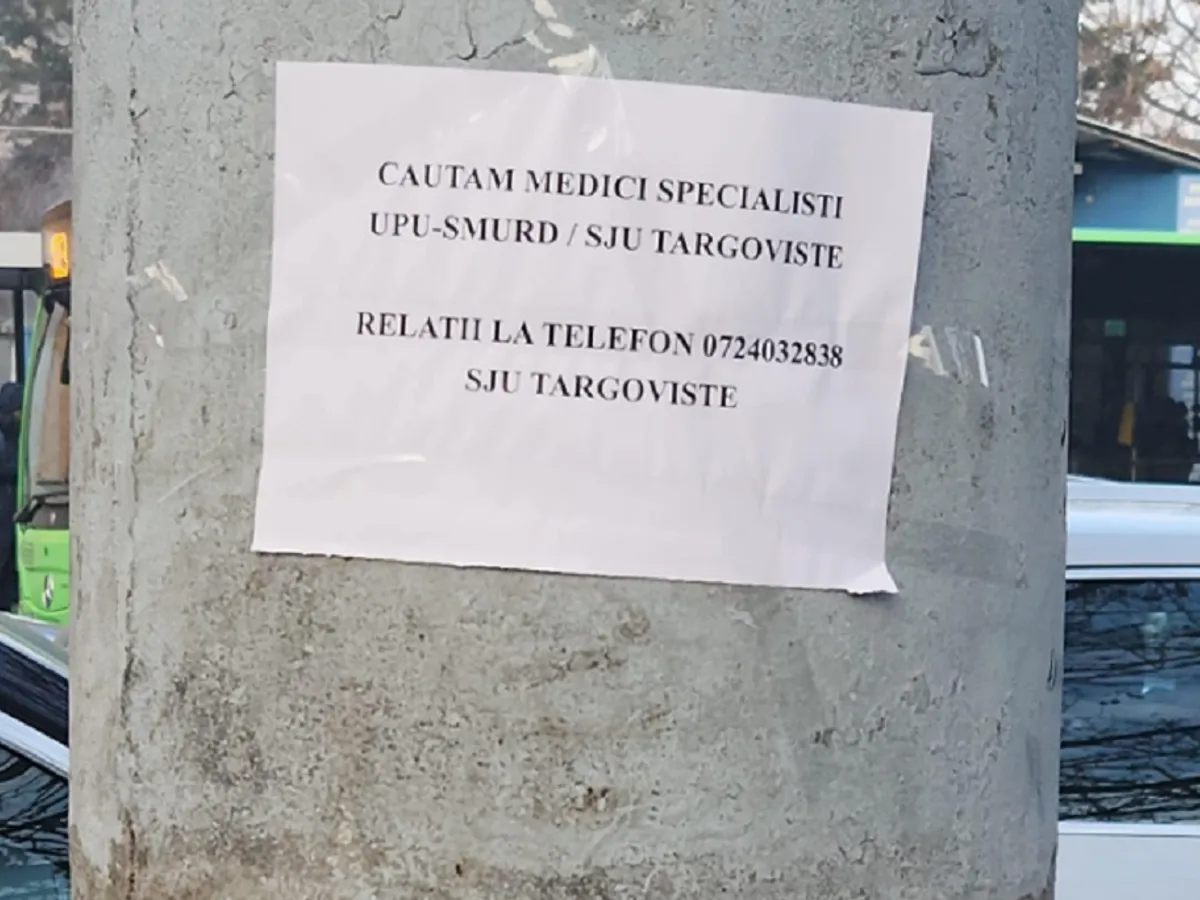 CAUTAM MEDICI SPECIALISTI
UPU-SMURD / SJU TARGOVISTE
RELATII LA TELEFON 0724032838
SJU TARGOVISTE